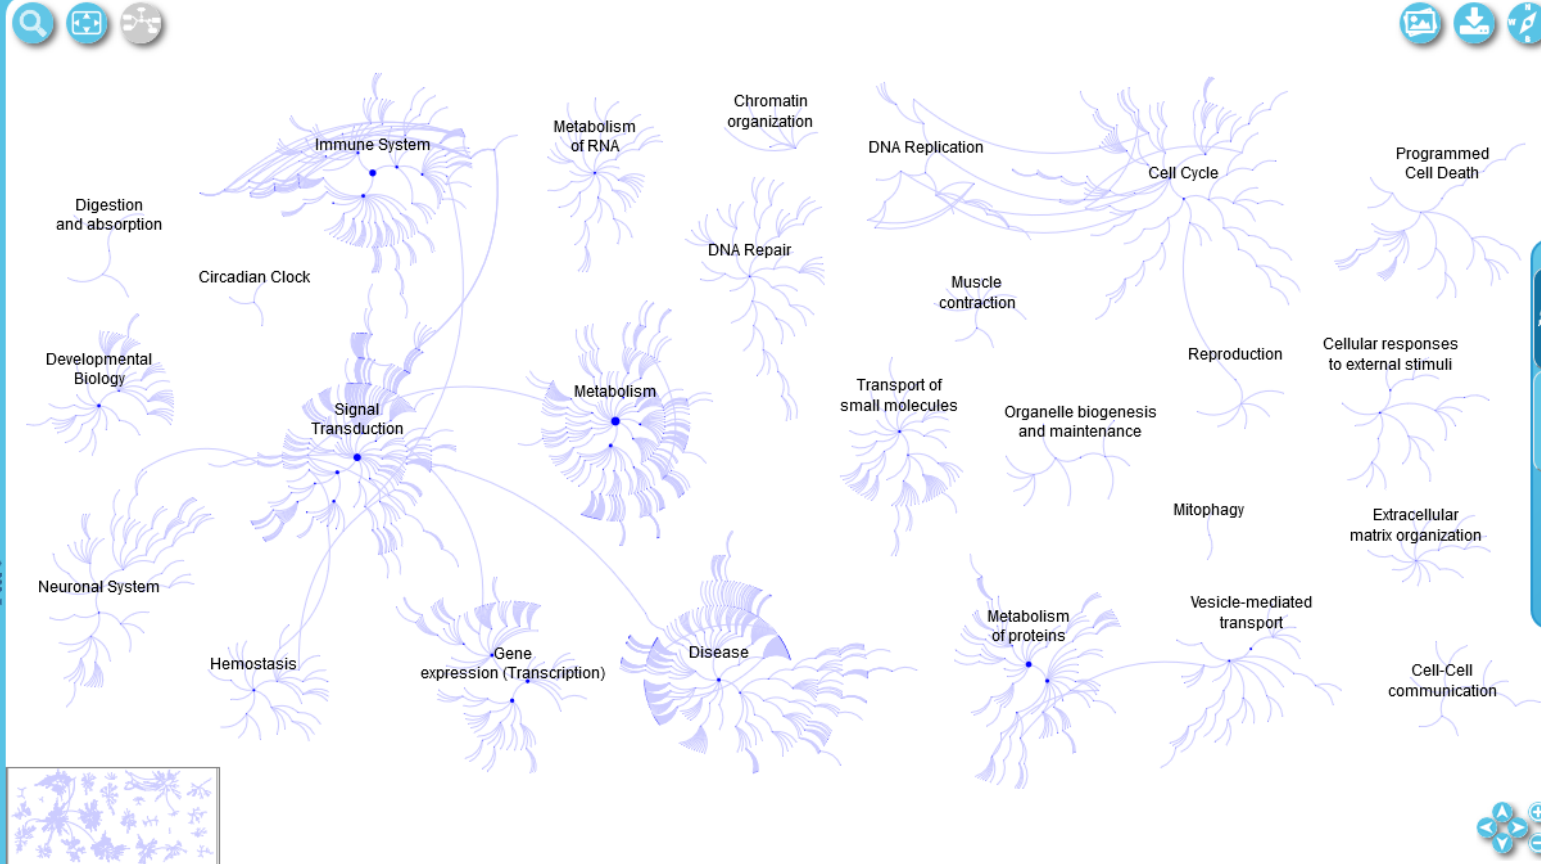 Chromatin
organization
Immune System
Metabolism
of RNA
DNA Replication
Cell Cycle
Programmed
Cell Death
Digestion
and absorption
DNA Repair
Circadian Clock
Muscle
contraction
Developmental
Biology
Reproduction
Cellular responses
to external stimuli
Signal
Transduction
Metabolism
Transport of
small molecules
Organelle biogenesis
and maintenance
Mitophagy
Extracellular
matrix organization
Neuronal System
Hemostasis
Gene
expression (Transcription)
Disease
Metabolism
of proteins
Vesicle-mediated
transport
Cell-Cell
communication